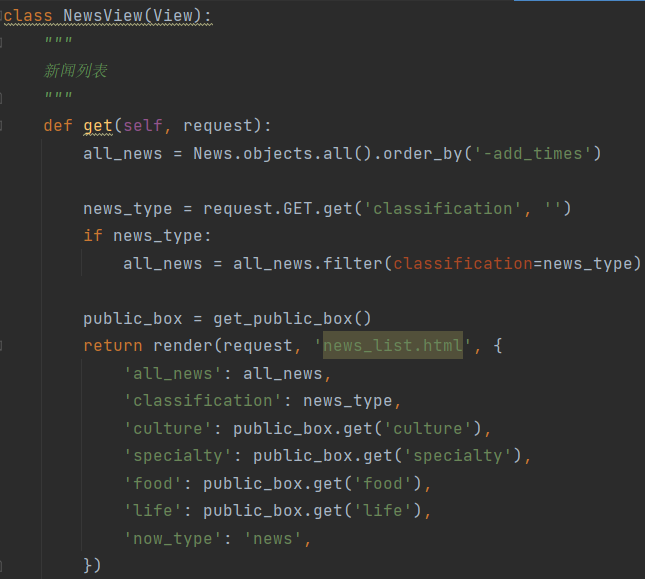 class NewsView(View):
"""
新闻列表
"""
def get(self, request):
all_news = News.objects.all().order_by('-add_times')
news_type = request.GET.get('classification', '')
if news_type:
all_news = all_news.filter(classification=news_type)
public_box = get_public_box()
return render(request, 'news_list.html', {
'all_news': all_news,
'classification': news_type,
'culture': public_box.get('culture'),
'specialty': public_box.get('specialty'),
'food': public_box.get('food'),
'life': public_box.get('life'),
'now_type': 'news',
})